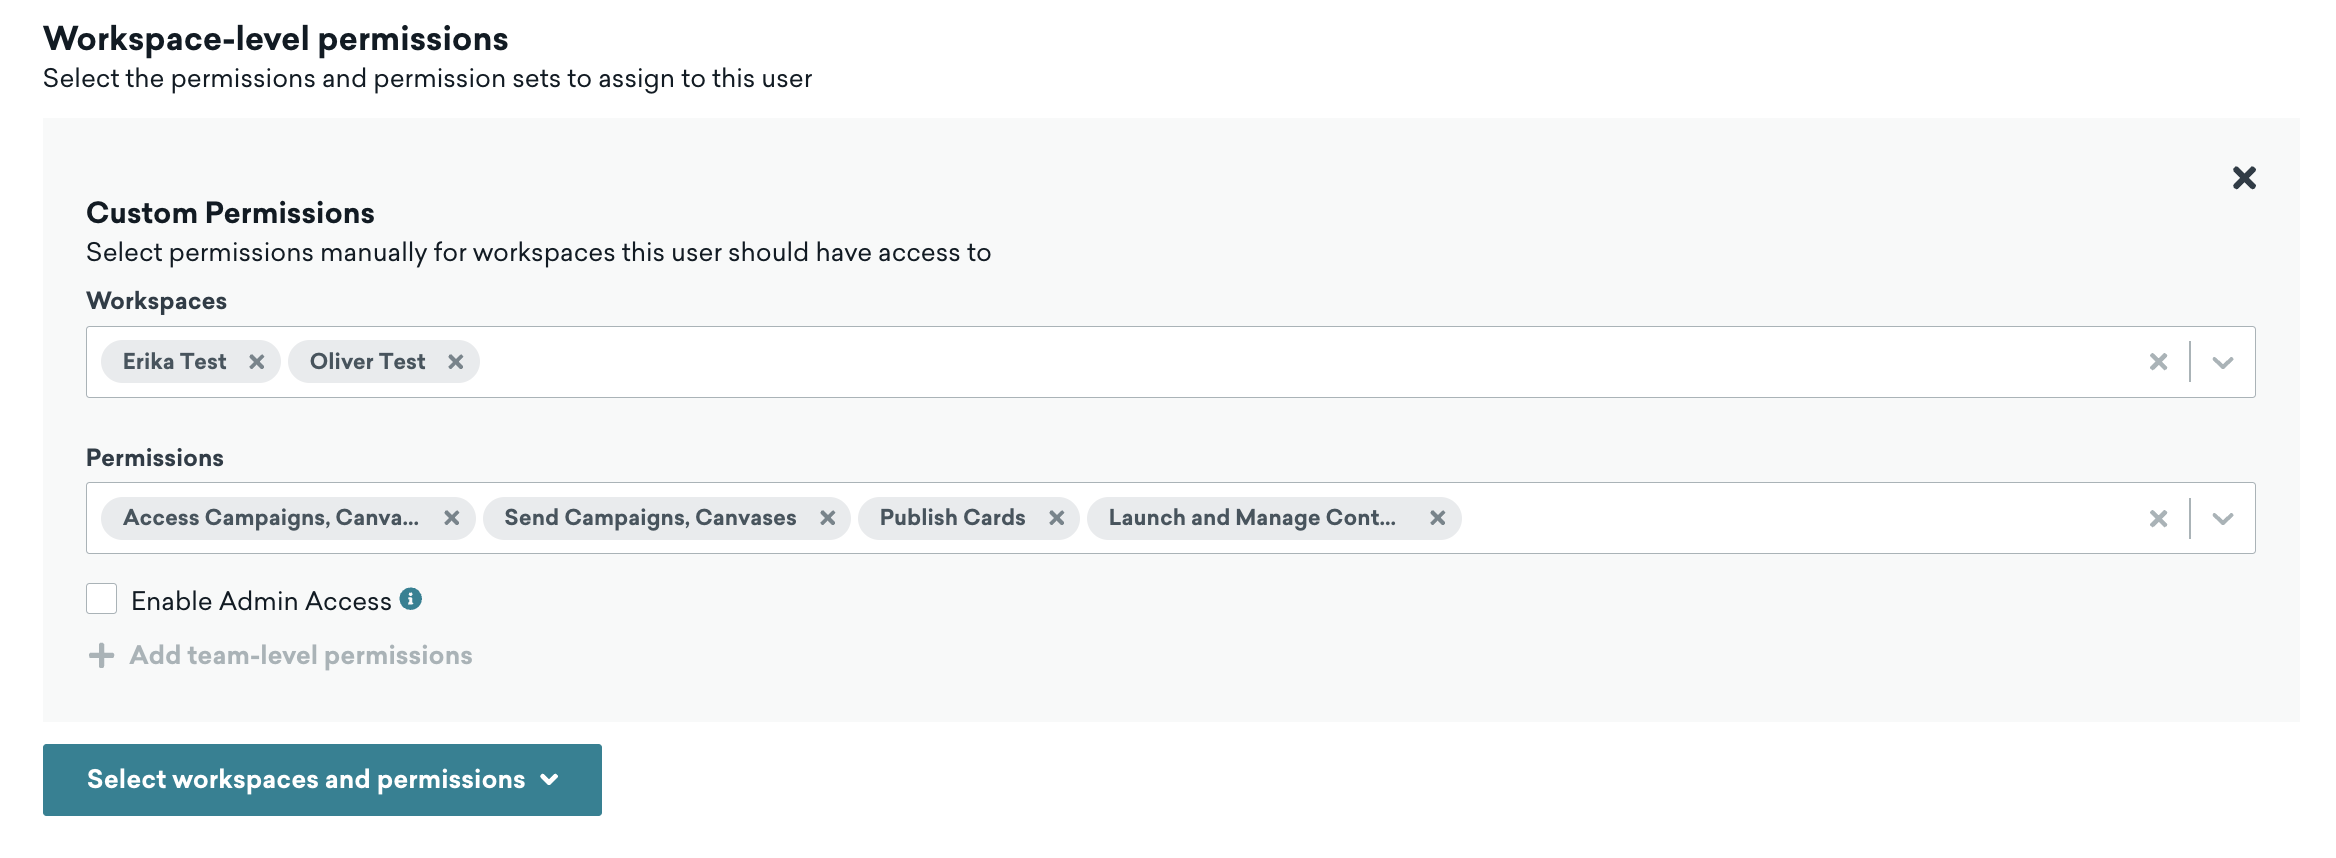 Workspace-level permissions
Select the permissions and permission sets to assign to this user
Custom Permissions
Select permissions manually for workspaces this user should have access to
Workspaces
Erika Test Oliver Test
Permissions
Access Campaigns, Canva... Send Campaigns, Canvases Publish Cards Launch and Manage Cont...
Enable Admin Access
Add team-level permissions
Select workspaces and permissions